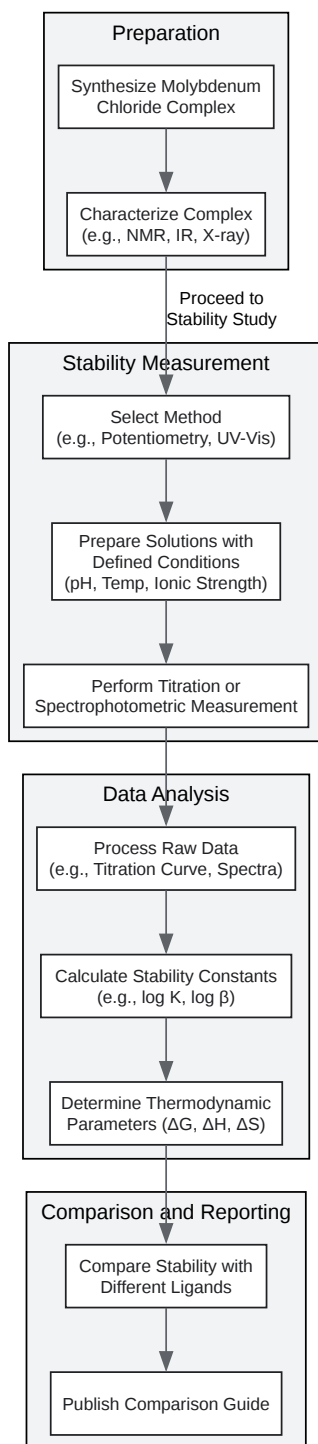 Preparation
Synthesize Molybdenum
Chloride Complex
Characterize Complex
(e.g., NMR, IR, X-ray)
Proceed to
Stability Study
Stability Measurement
Select Method
(e.g., Potentiometry, UV-Vis)
Prepare Solutions with
Defined Conditions
(pH, Temp, Ionic Strength)
Perform Titration or
Spectrophotometric Measurement
Data Analysis
Process Raw Data
(e.g., Titration Curve, Spectra)
Calculate Stability Constants
(e.g., log K, log β)
Determine Thermodynamic
Parameters (ΔG, ΔH, ΔS)
Comparison and Reporting
Compare Stability with
Different Ligands
Publish Comparison Guide